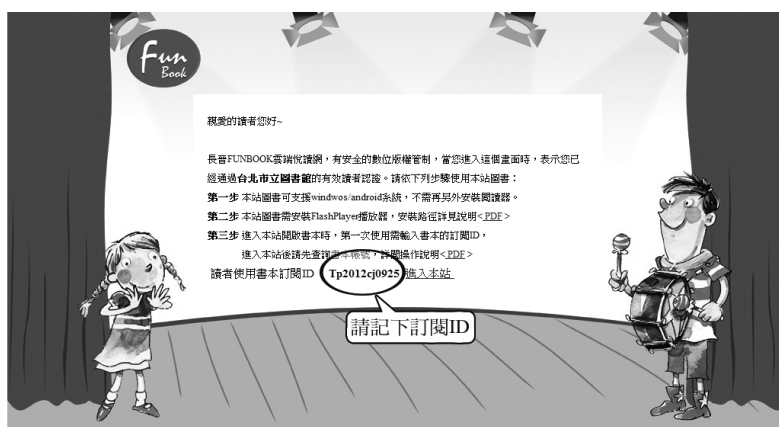 Fun
Book
親愛的讀者您好~
長晉FUNBOOK雲端悅讀網，有安全的數位版權管制，當您進入這個畫面時，表示您已
經通過台北市立圖書館的有效讀者認證。請依下列步驟使用本站圖書：
第一步 本站圖書可支援windwos/android系統，不需再另外安裝閱讀器。
第二步 本站圖書需安裝FlashPlayer播放器，安裝路徑詳見說明< PDF >
第三步 進入本站開啟書本時，第一次使用需輸入書本的訂閱ID，
進入本站後請先查詢書本帳號，詳閱操作說明< PDF >
讀者使用書本訂閱ID Tp2012cj0925 進入本站
請記下訂閱ID